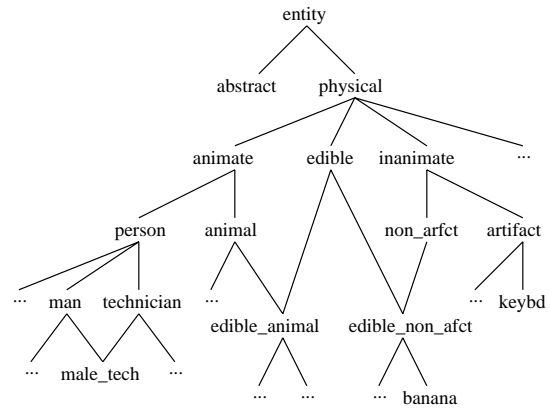 entity
abstract physical
animate edible inanimate ...
person animal non_arfct artifact
... man technician ... ... keybd
edible_animal edible_non_afct
... male_tech ...
... ... ... banana